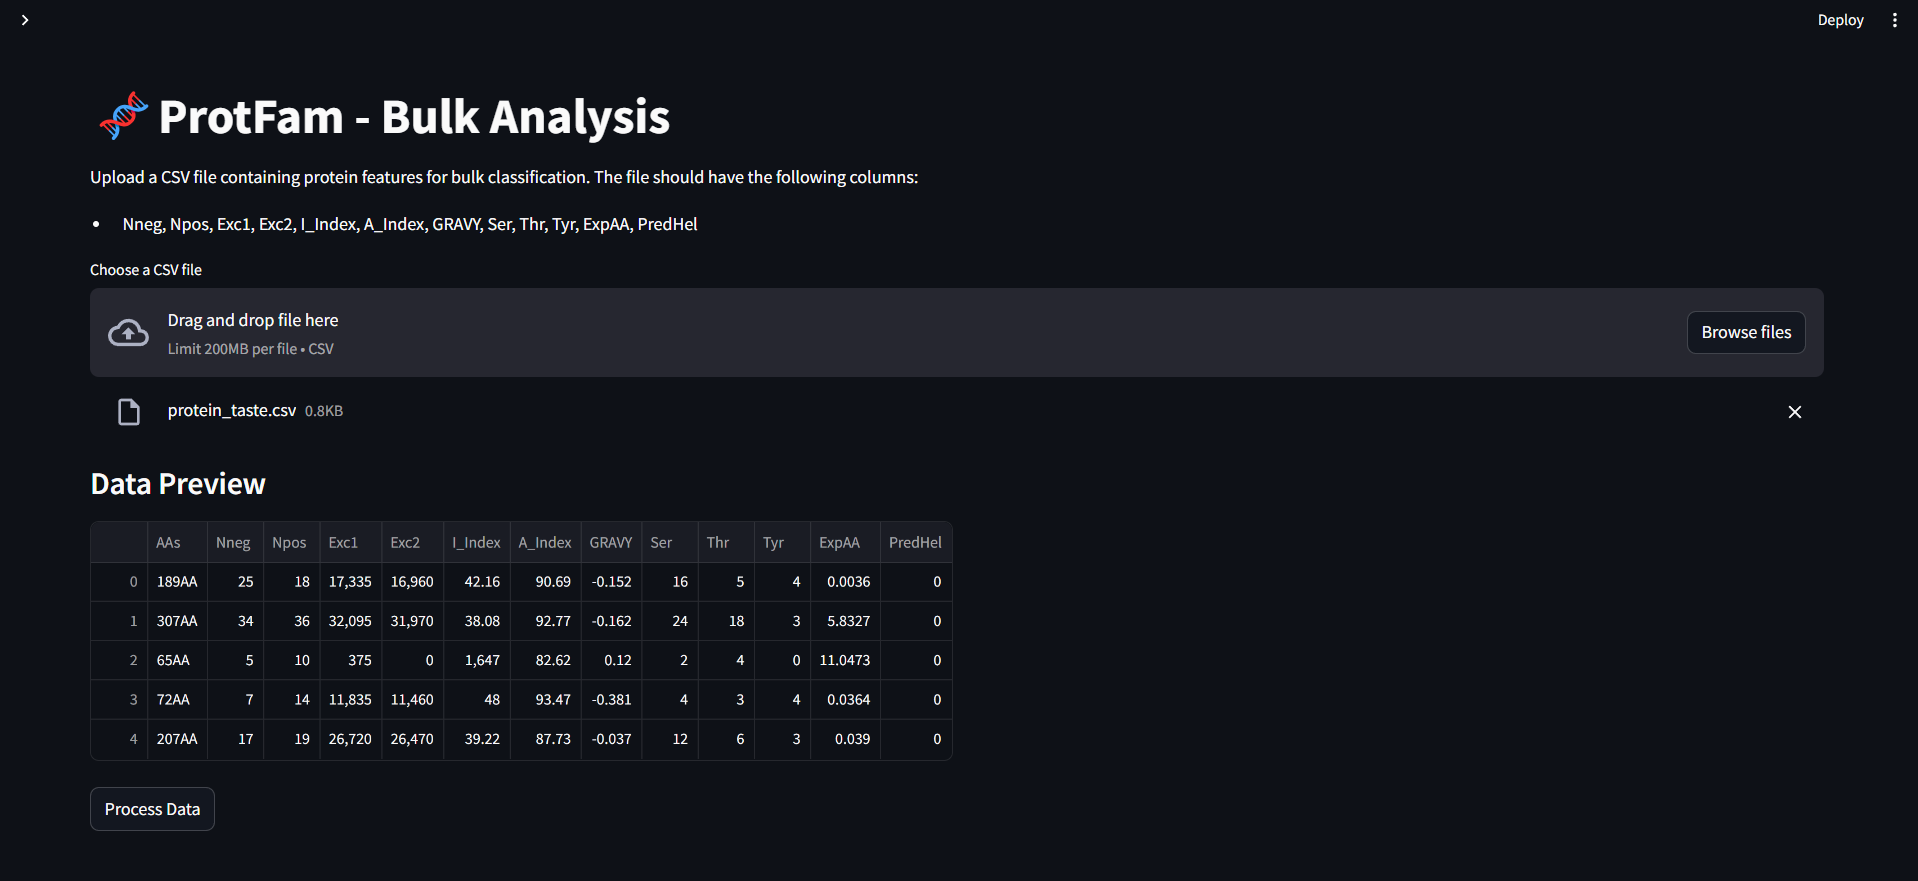 Deploy
ProtFam - Bulk Analysis
Upload a CSV file containing protein features for bulk classification. The file should have the following columns:
• Nneg, Npos, Exc1, Exc2, I_Index, A_Index, GRAVY, Ser, Thr, Tyr, ExpAA, PredHel
Choose a CSV file
Drag and drop file here
Limit 200MB per file • CSV
Browse files
protein_taste.csv 0.8KB
Data Preview
AAs Nneg Npos Exc1 Exc2 I_Index A_Index GRAVY Ser Thr Tyr ExpAA PredHel
0 189AA 25 18 17,335 16,960 42.16 90.69 -0.152 16 5 4 0.0036 0
1 307AA 34 36 32,095 31,970 38.08 92.77 -0.162 24 18 3 5.8327 0
2 65AA 5 10 375 0 1,647 82.62 0.12 2 4 0 11.0473 0
3 72AA 7 14 11,835 11,460 48 93.47 -0.381 4 3 4 0.0364 0
4 207AA 17 19 26,720 26,470 39.22 87.73 -0.037 12 6 3 0.039 0
Process Data